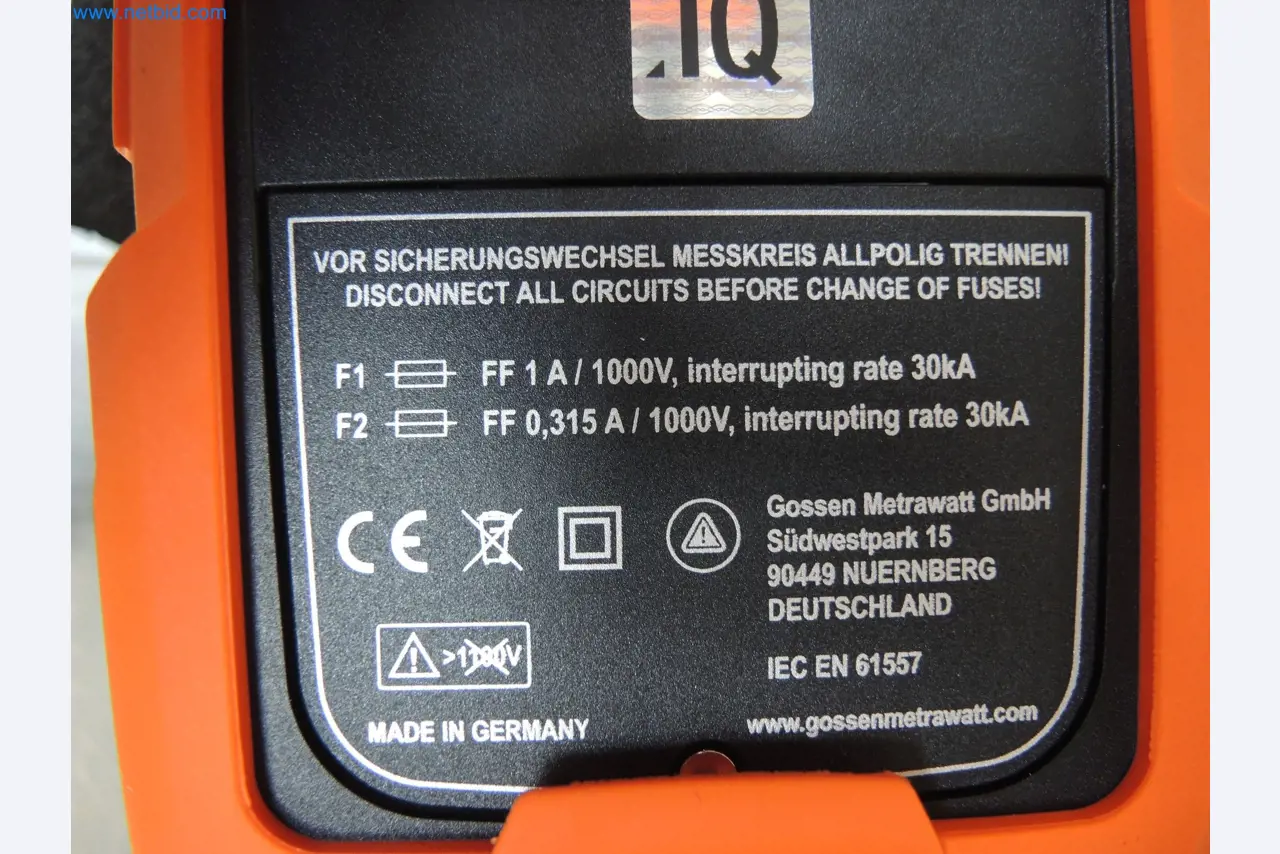 www.netbid.com
IQ
VOR SICHERUNGSWECHSEL MESSKREIS ALLPOLIG TRENNEN!
DISCONNECT ALL CIRCUITS BEFORE CHANGE OF FUSES!
F1 FF 1 A / 1000V, interrupting rate 30kA
F2 FF 0,315 A / 1000V, interrupting rate 30kA
CE
Gossen Metrawatt GmbH
Südwestpark 15
90449 NUERNBERG
DEUTSCHLAND
>1100V
IEC EN 61557
MADE IN GERMANY
www.gossenmetrawatt.com